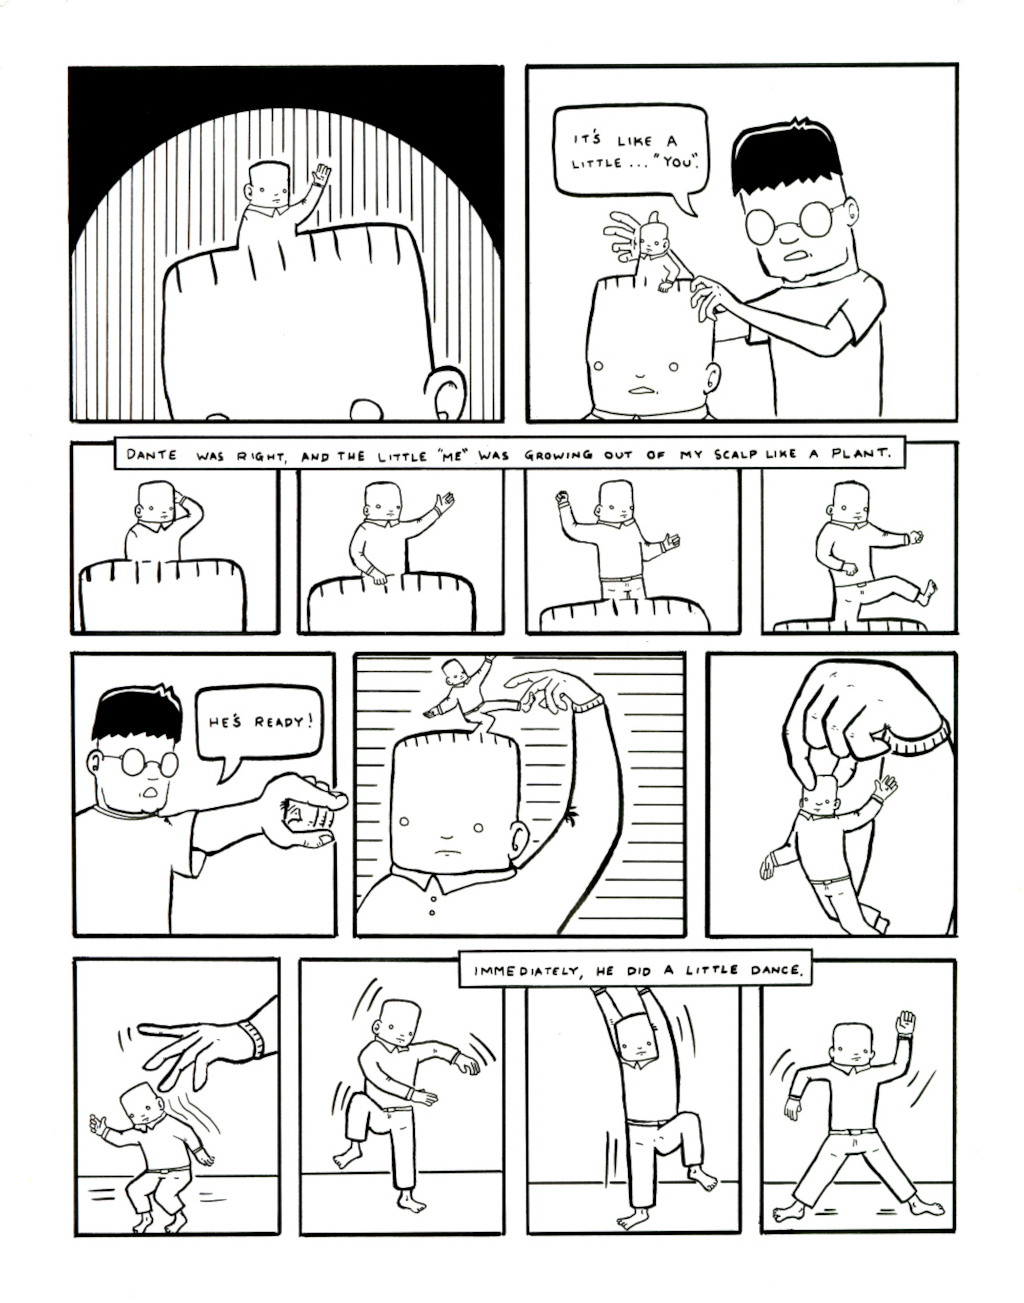 IT'S LIKE A
LITTLE... "YOU".
DANTE WAS RIGHT, AND THE LITTLE "ME" WAS GROWING OUT OF MY SCALP LIKE A PLANT.
HE'S READY!
IMMEDIATELY, HE DID A LITTLE DANCE.